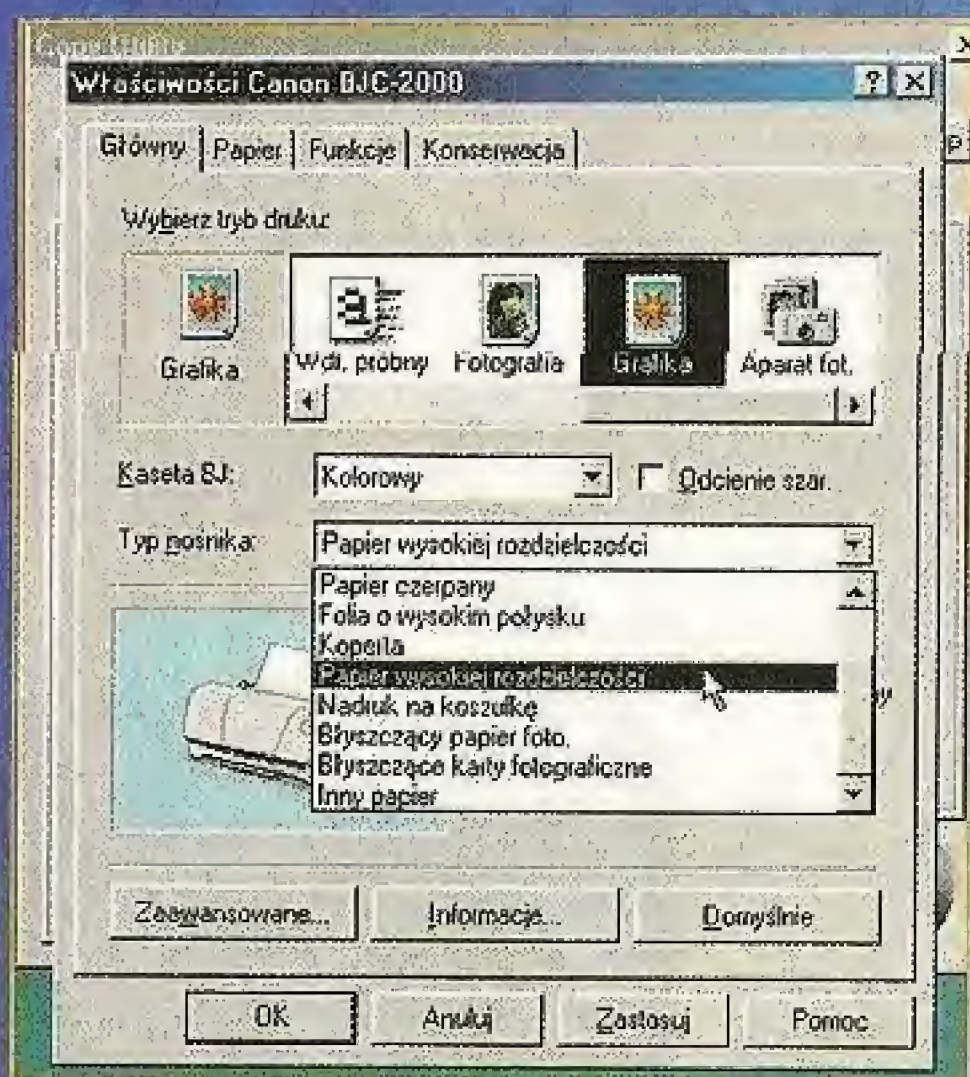 Właściwości Canon BJC-2000
Główny Papier Funkcje Konserwacja
Wybierz tryb druku:
Grafika
Wdr. próbny Fotografia Grafika Aparat fot.
Kaseta BJ: Kolorowy Odcienie szar.
Typ nośnika: Papier wysokiej rozdzielczości
Papier czerpany
Folia o wysokim połysku
Koperta
Papier wysokiej rozdzielczości
Nadruk na koszulkę
Błyszczący papier foto.
Błyszczące karty fotograficzne
Inny papier
Zaawansowane... Informacje... Domyślnie
OK Anuluj Zastosuj Pomoc